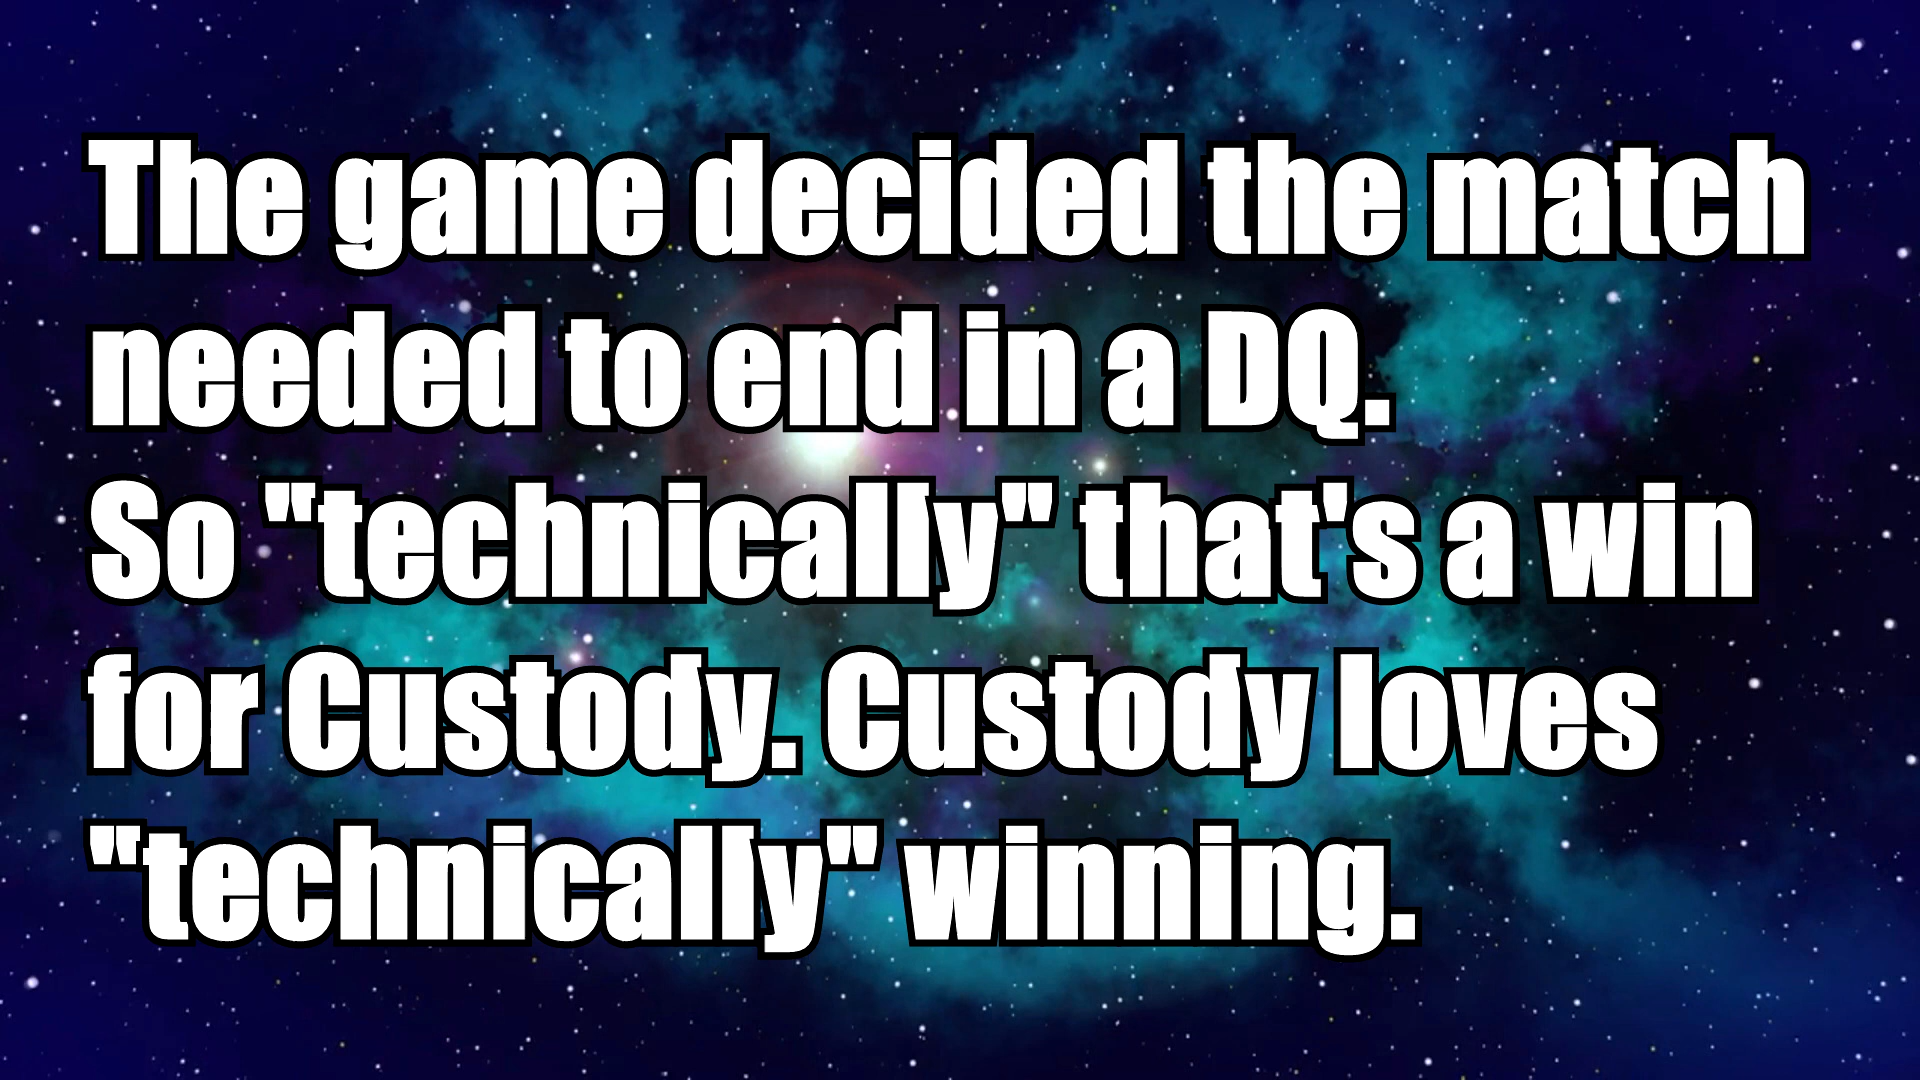 The game decided the match
needed to end in a DQ.
So "technically" that's a win
for Custody. Custody loves
"technically" winning.